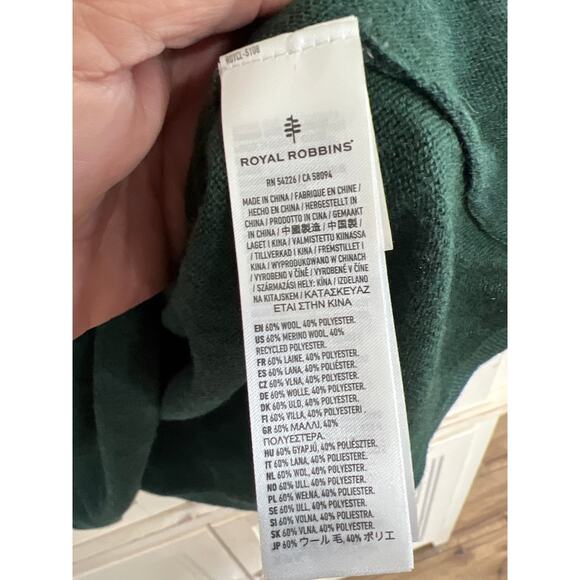 ROYAL ROBBINS®
RN 54226 / CA 58094
MADE IN CHINA / FABRIQUE EN CHINE /
HECHO EN CHINA / HERGESTELLT IN
CHINA / PRODOTTO IN CINA / GEMAAKT
IN CHINA / 中國製造 / 中国製 /
LAGET I KINA / VALMISTETTU KIINASSA
/ TILLVERKAD I KINA / FREMSTILLET I
KINA / WYPRODUKOWANO W CHINACH
/ VYROBENO V ČÍNĚ / VYROBENÉ V ČÍNE
/ SZÁRMAZÁSI HELY: KÍNA / IZDELANO
NA KITAJSKEM / ΚΑΤΑΣΚΕΥΑΖ
ΕΤΑΙ ΣΤΗΝ ΚΙΝΑ
EN 60% WOOL, 40% POLYESTER.
US 60% MERINO WOOL, 40%
RECYCLED POLYESTER.
FR 60% LAINE, 40% POLYESTER.
ES 60% LANA, 40% POLYESTER.
CZ 60% VLNA, 40% POLYESTER.
DE 60% WOLLE, 40% POLYESTER.
DK 60% ULD, 40% POLYESTER.
FI 60% VILLA, 40% POLYESTER.
GR 60% ΜΑΛΛΙ, 40%
ΠΟΛΥΕΣΤΕΡΑ.
HU 60% GYAPJÚ, 40% POLIÉSZTER.
IT 60% LANA, 40% POLIESTERE.
NL 60% WOL, 40% POLYESTER.
NO 60% ULL, 40% POLYESTER.
PL 60% WEŁNA, 40% POLIESTER.
SE 60% ULL, 40% POLYESTER.
SI 60% VOLNA, 40% POLIESTER.
SK 60% VLNA, 40% POLYESTER.
JP 60% ウール 毛, 40% ポリエ